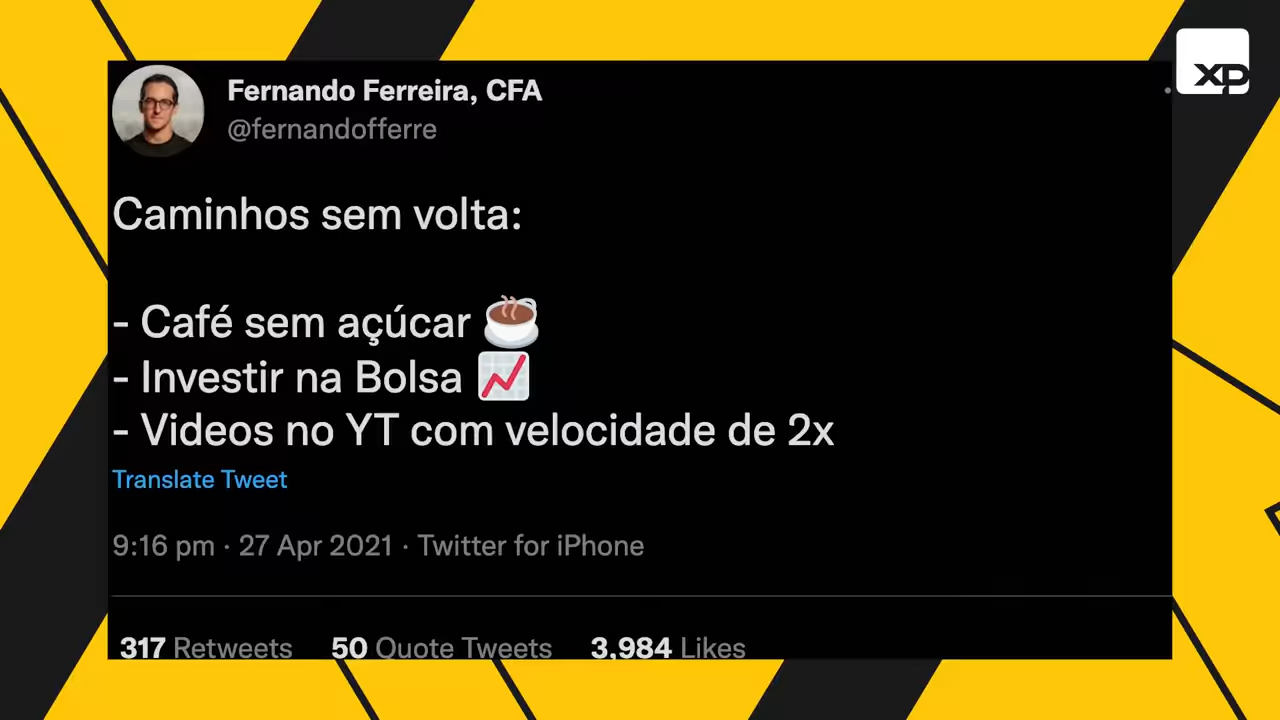 XP
Fernando Ferreira, CFA
@fernandofferre
Caminhos sem volta:
- Café sem açúcar ☕
- Investir na Bolsa 📈
- Videos no YT com velocidade de 2x
Translate Tweet
9:16 pm · 27 Apr 2021 · Twitter for iPhone
317 Retweets 50 Quote Tweets 3,984 Likes